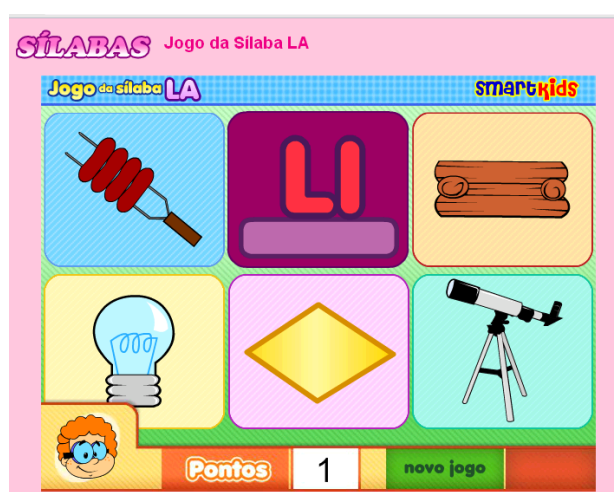 SÍLABAS Jogo da Sílaba LA
Jogo da sílaba LA smartkids
LI
Pontos 1 novo jogo